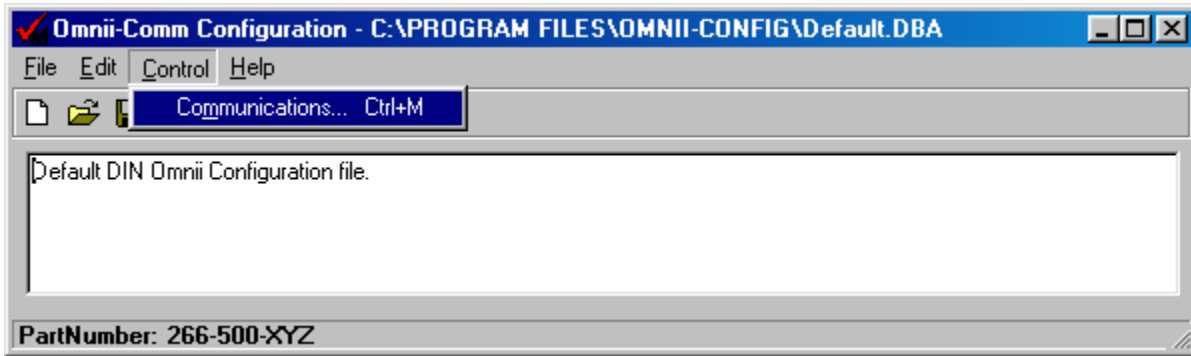 Omnii-Comm Configuration - C:\PROGRAM FILES\OMNII-CONFIG\Default.DBA
File Edit Control Help
Communications... Ctrl+M
Default DIN Omnii Configuration file.
PartNumber: 266-500-XYZ